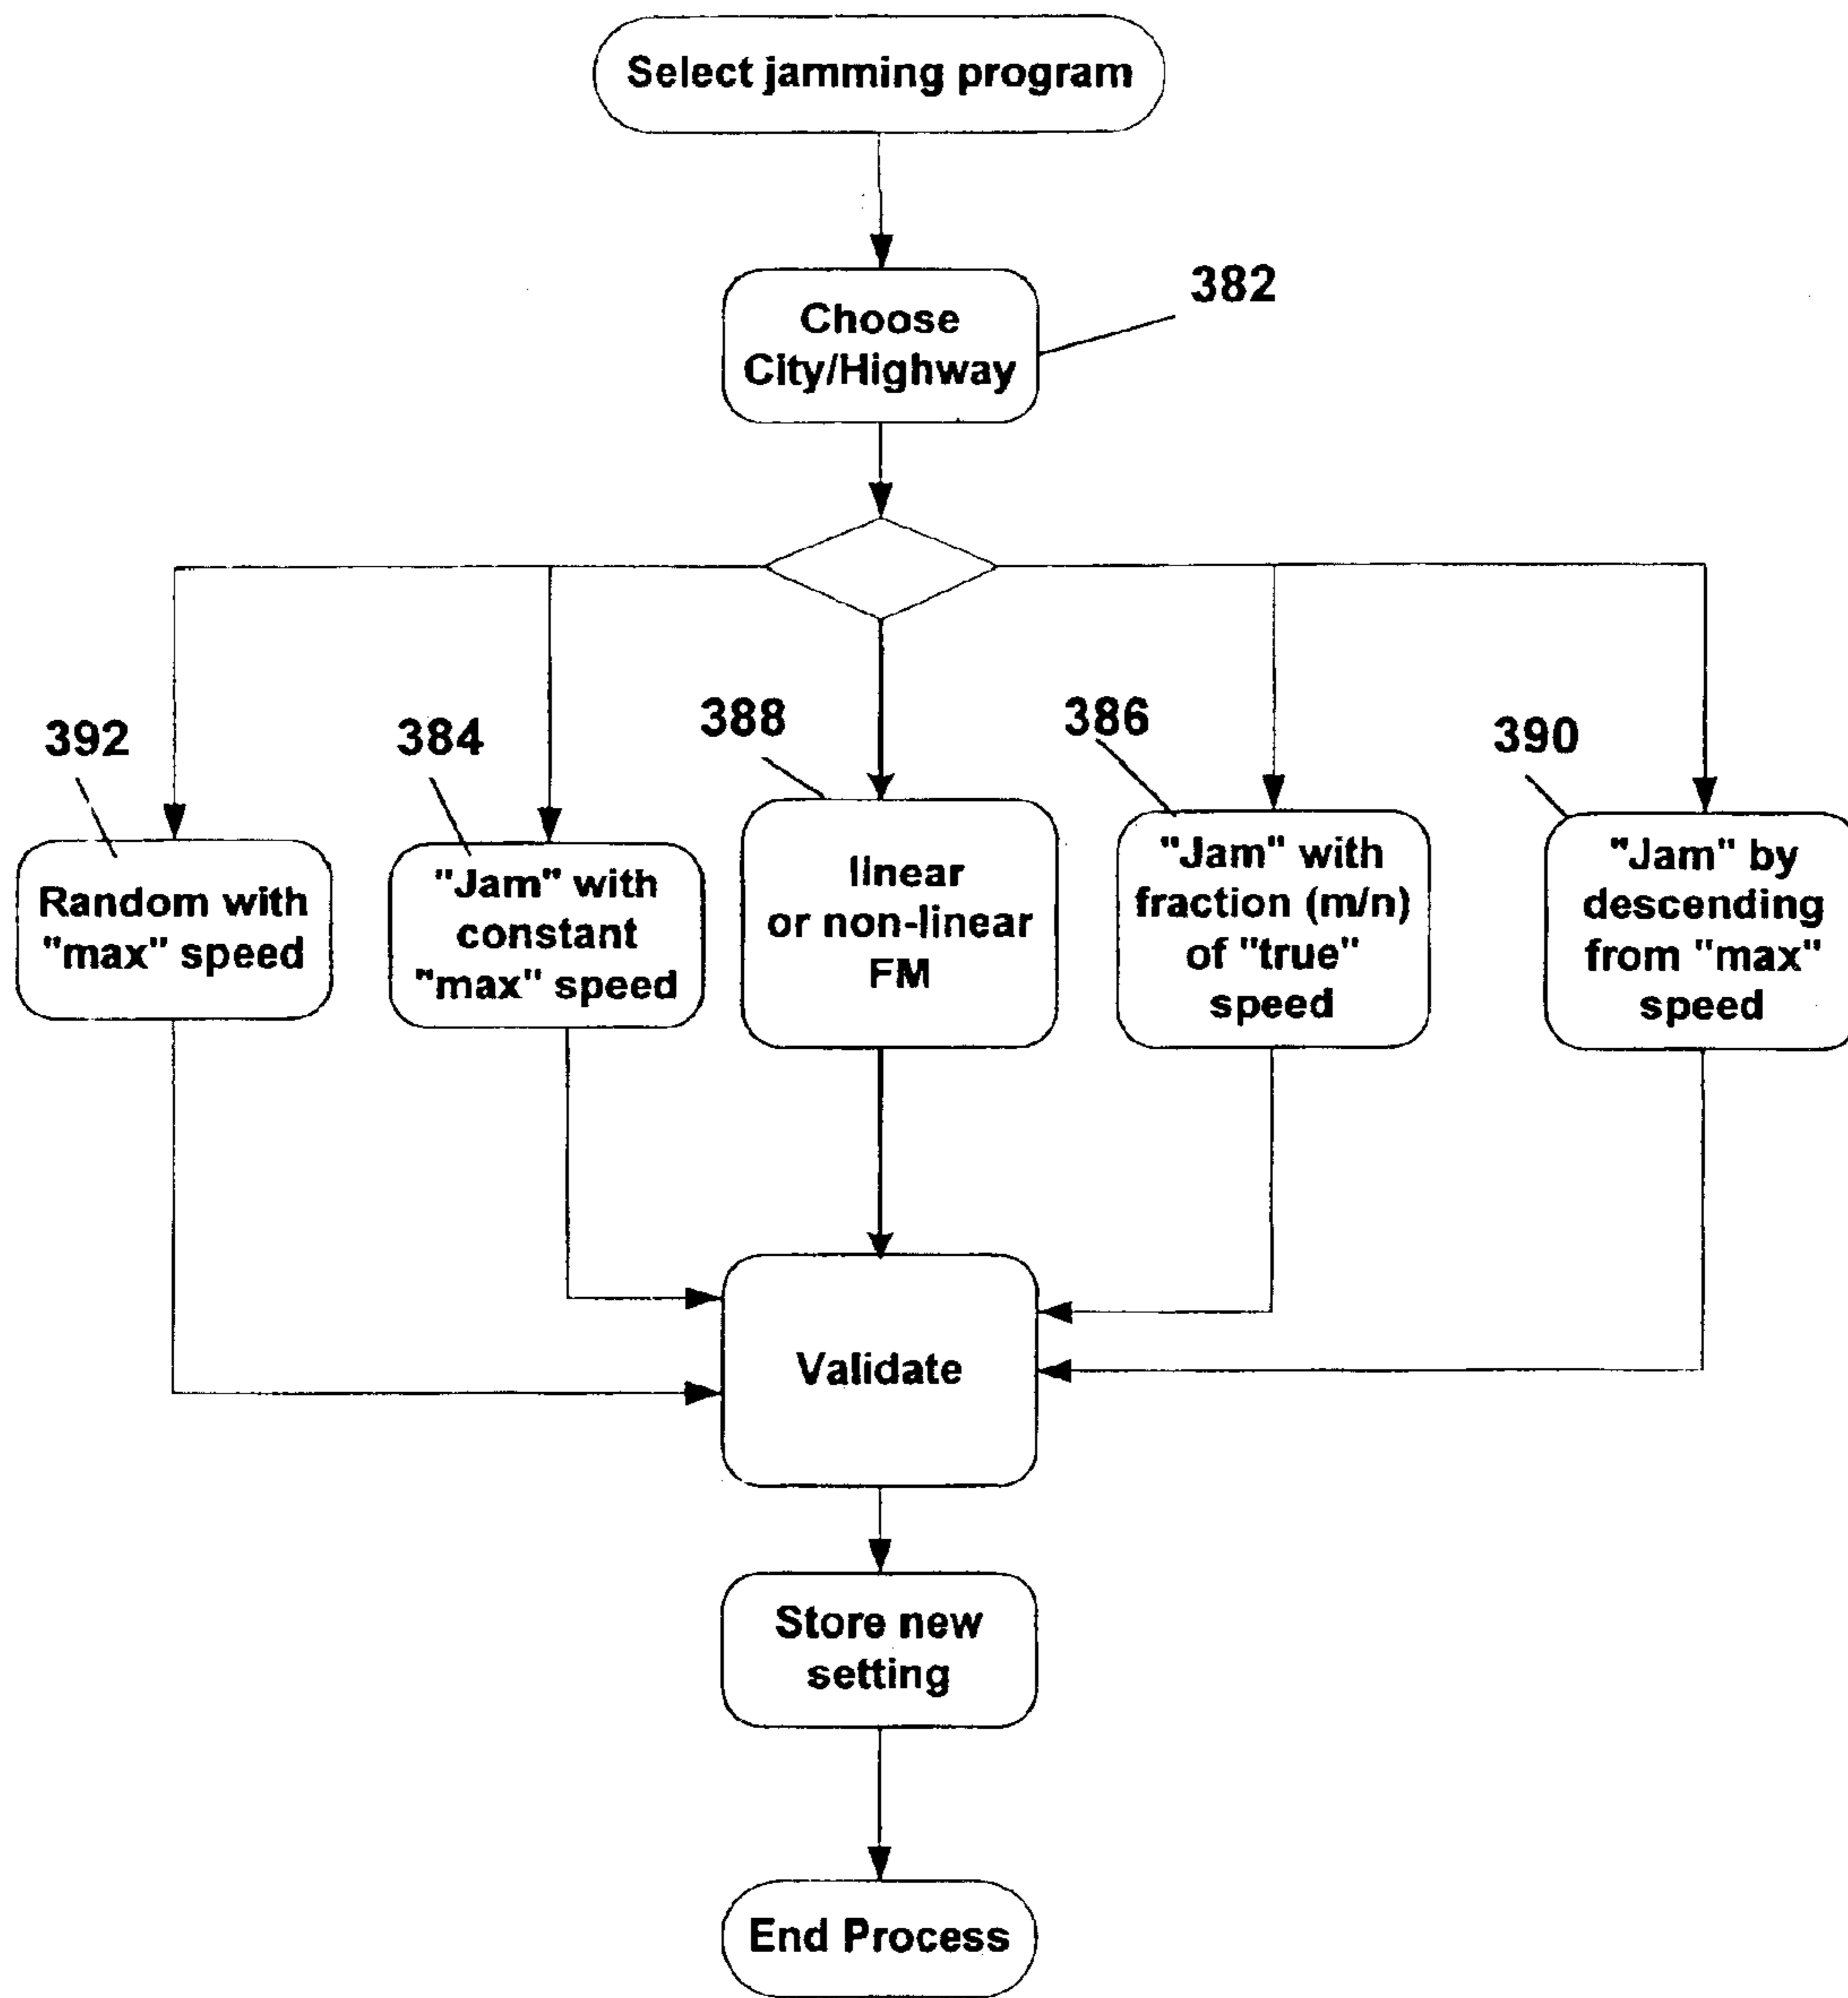 Select jamming program
382
Choose
City/Highway
392
384
388
386
390
Random with
"max" speed
"Jam" with
constant
"max" speed
linear
or non-linear
FM
"Jam" with
fraction (m/n)
of "true"
speed
"Jam" by
descending
from "max"
speed
Validate
Store new
setting
End Process